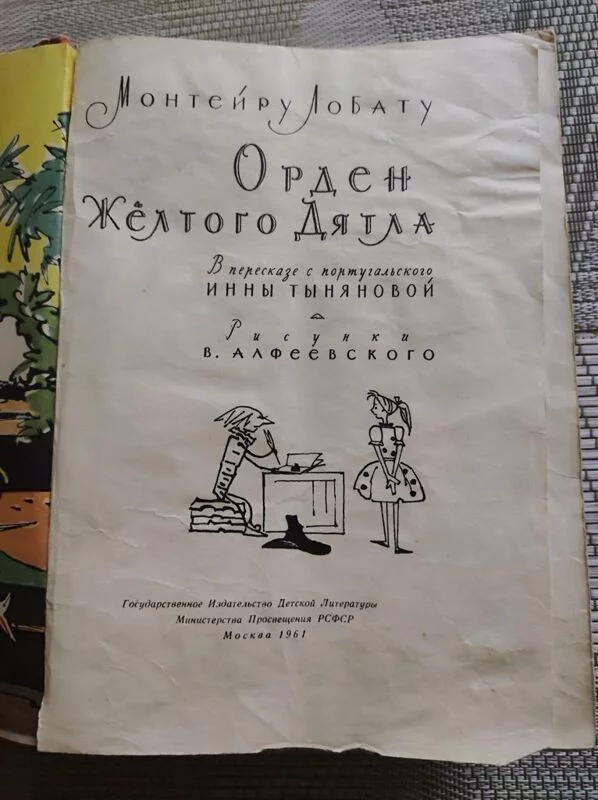 Монтейру Лобату
Орден
Жёлтого Дятла
В пересказе с португальского
ИННЫ ТЫНЯНОВОЙ
Рисунки
В. АЛФЕЕВСКОГО
Государственное Издательство Детской Литературы
Министерства Просвещения РСФСР
Москва 1961